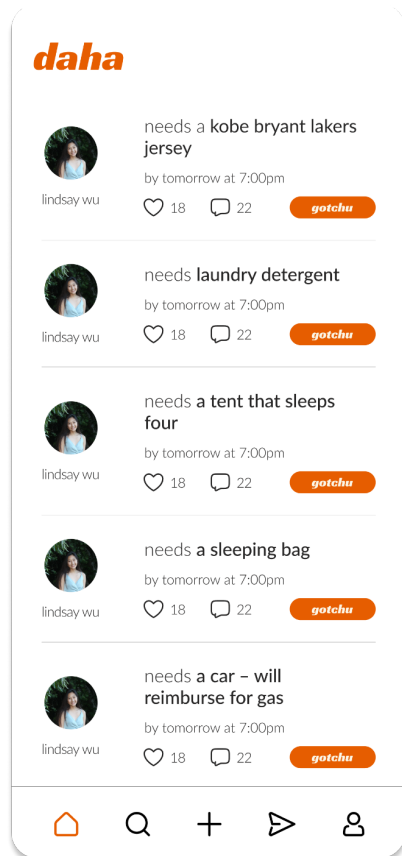 daha
needs a kobe bryant lakers
jersey
by tomorrow at 7:00pm
lindsay wu
18 22 gotchu
needs laundry detergent
by tomorrow at 7:00pm
lindsay wu
18 22 gotchu
needs a tent that sleeps
four
by tomorrow at 7:00pm
lindsay wu
18 22 gotchu
needs a sleeping bag
by tomorrow at 7:00pm
lindsay wu
18 22 gotchu
needs a car – will
reimburse for gas
by tomorrow at 7:00pm
lindsay wu
18 22 gotchu